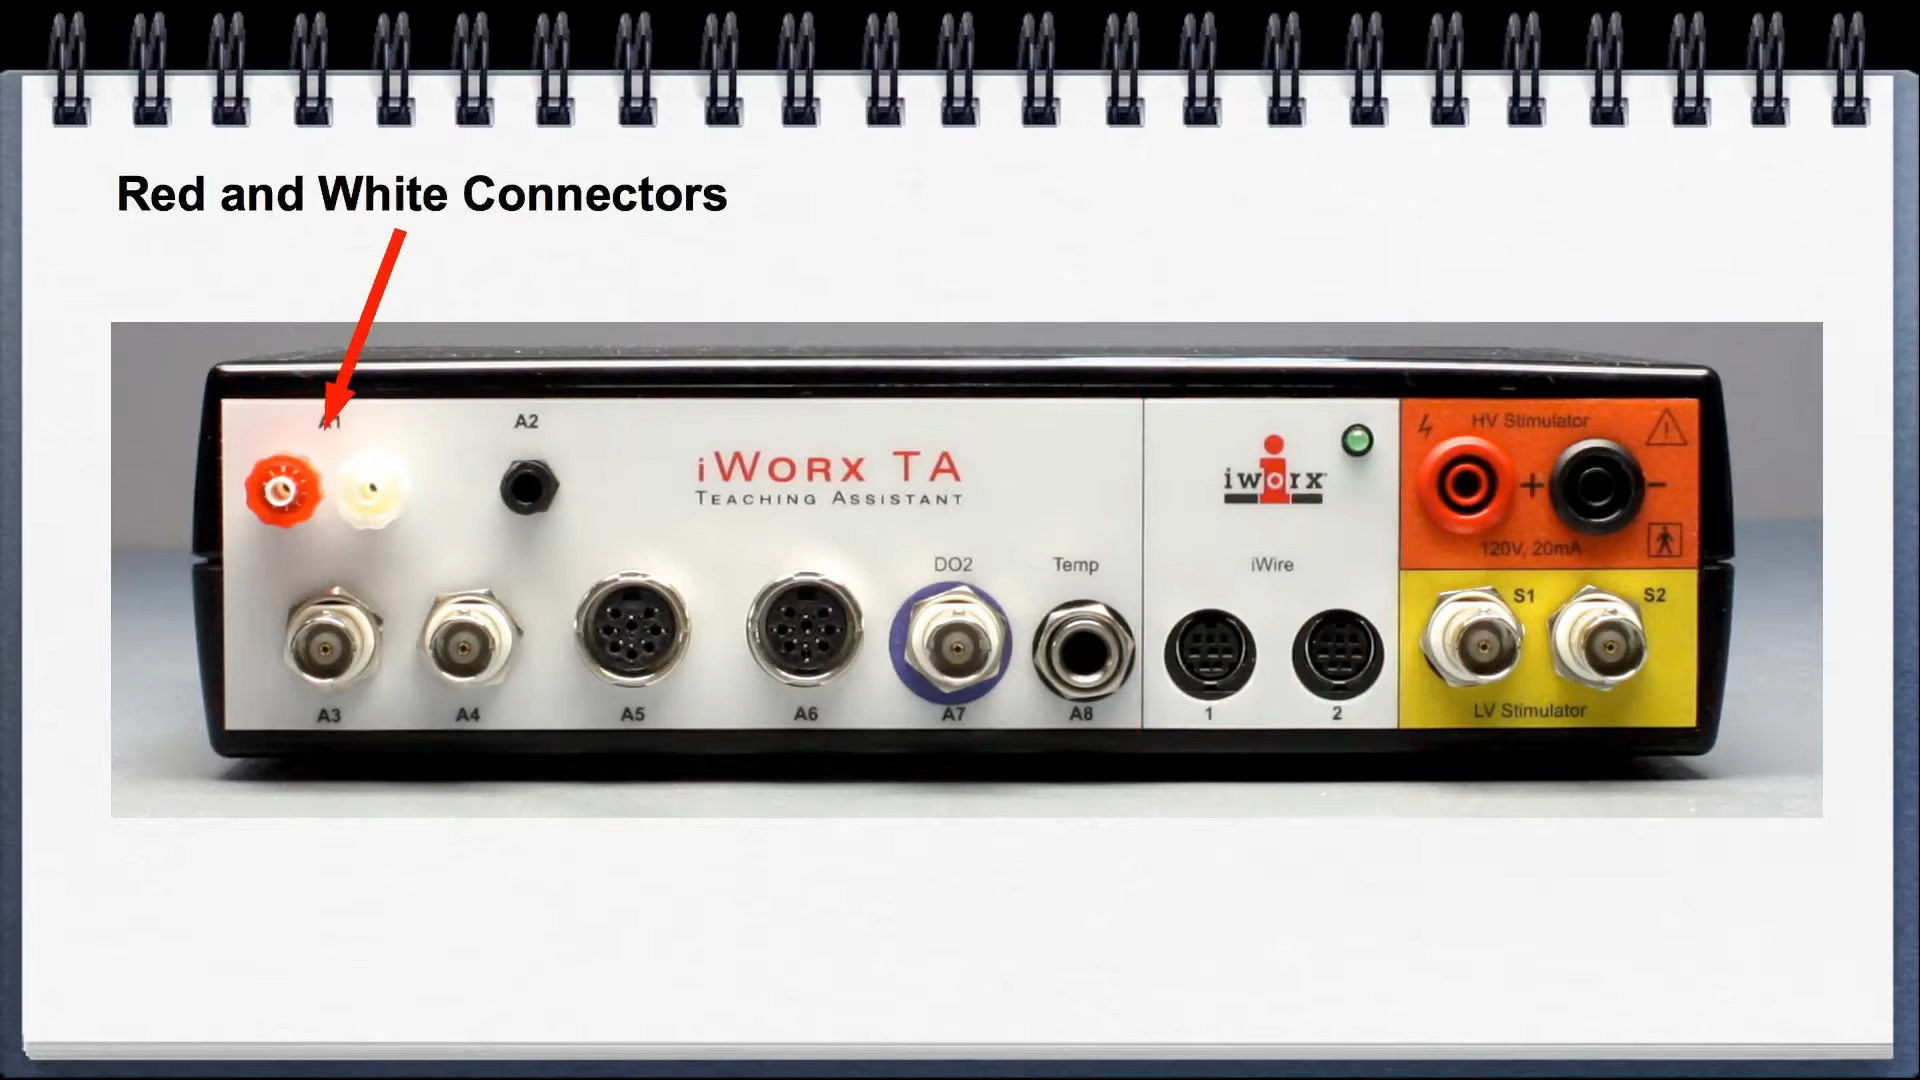 Red and White Connectors
A1
A2
iWORX TA
TEACHING ASSISTANT
iworx
HV Stimulator
+
−
120V, 20mA
DO2
Temp
iWire
S1
S2
A3
A4
A5
A6
A7
A8
1
2
LV Stimulator